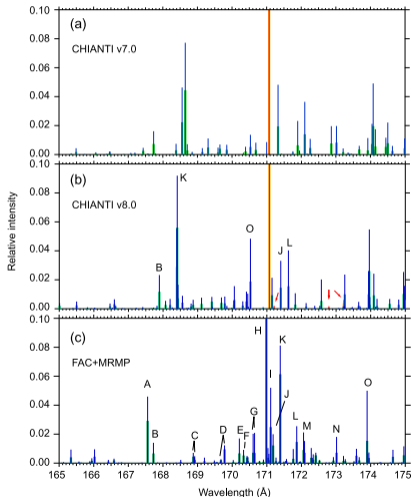 0.10
(a)
0.08
CHIANTI v7.0
0.06
0.04
0.02
0.00
0.10
(b)
K
0.08
CHIANTI v8.0
0.06
O
J
L
0.04
B
0.02
0.00
Relative intensity
0.10
(c)
H
0.08
FAC+MRMP
K
0.06
A
I
O
0.04
G
J
L
B
C
D
E
F
M
N
0.02
0.00
165 166 167 168 169 170 171 172 173 174 175
Wavelength (Å)